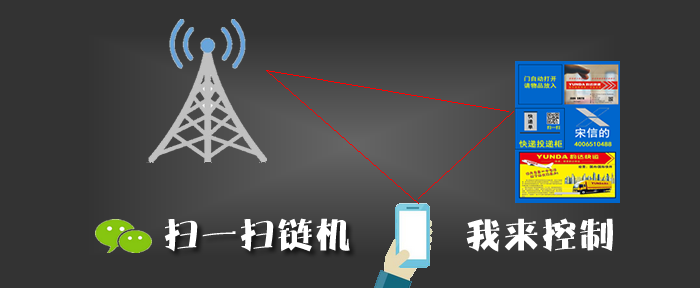 门自动打开
请物品放入
YUNDA
快递单
扫一扫
宋信的
4006510488
快递投递柜
YUNDA 韵达快运
扫一扫链机
我来控制